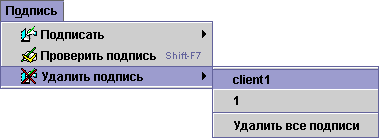 Подпись
Подписать
Проверить подпись Shift-F7
Удалить подпись
client1
1
Удалить все подписи